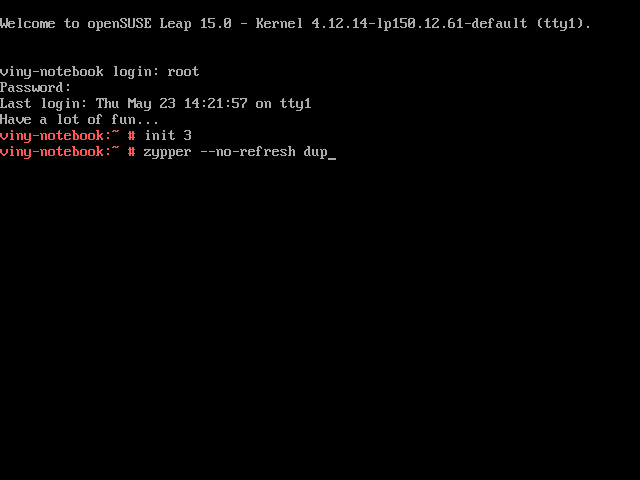 Welcome to openSUSE Leap 15.0 - Kernel 4.12.14-lp150.12.61-default (tty1).
viny-notebook login: root
Password:
Last login: Thu May 23 14:21:57 on tty1
Have a lot of fun...
viny-notebook:~ # init 3
viny-notebook:~ # zypper --no-refresh dup_